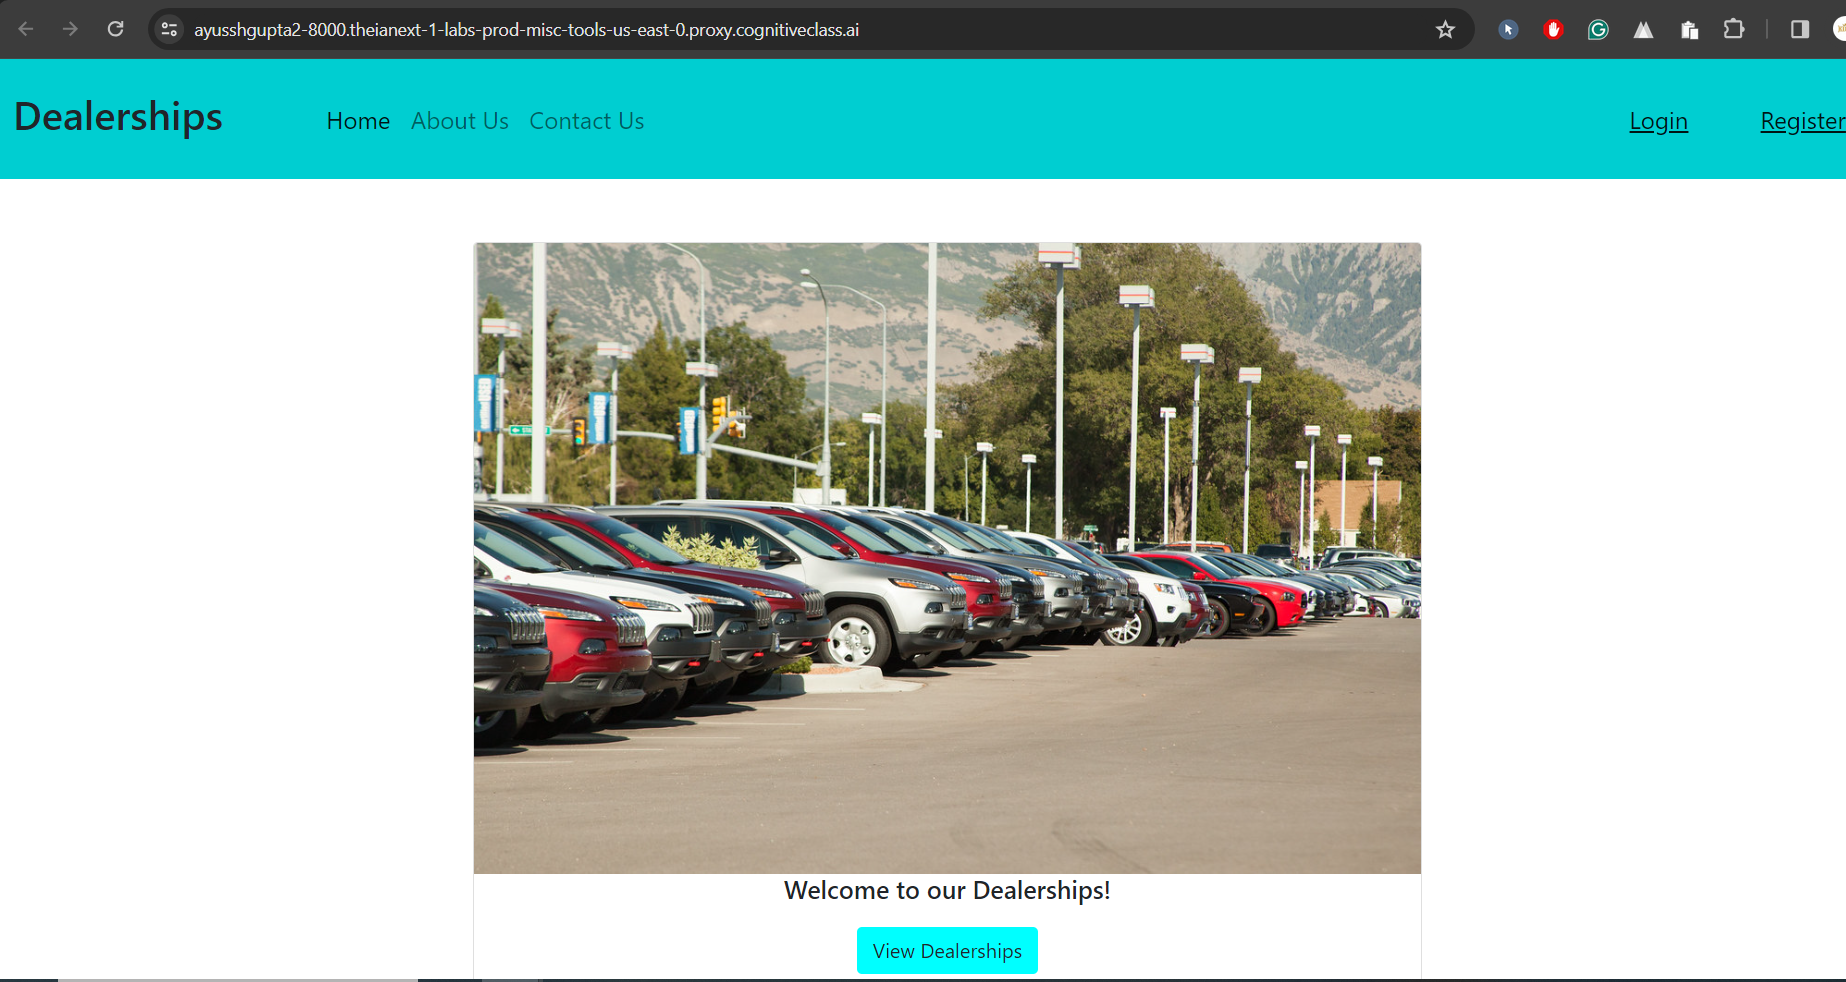 ayusshgupta2-8000.theianext-1-labs-prod-misc-tools-us-east-0.proxy.cognitiveclass.ai
Dealerships
Home About Us Contact Us
Login Register
Welcome to our Dealerships!
View Dealerships